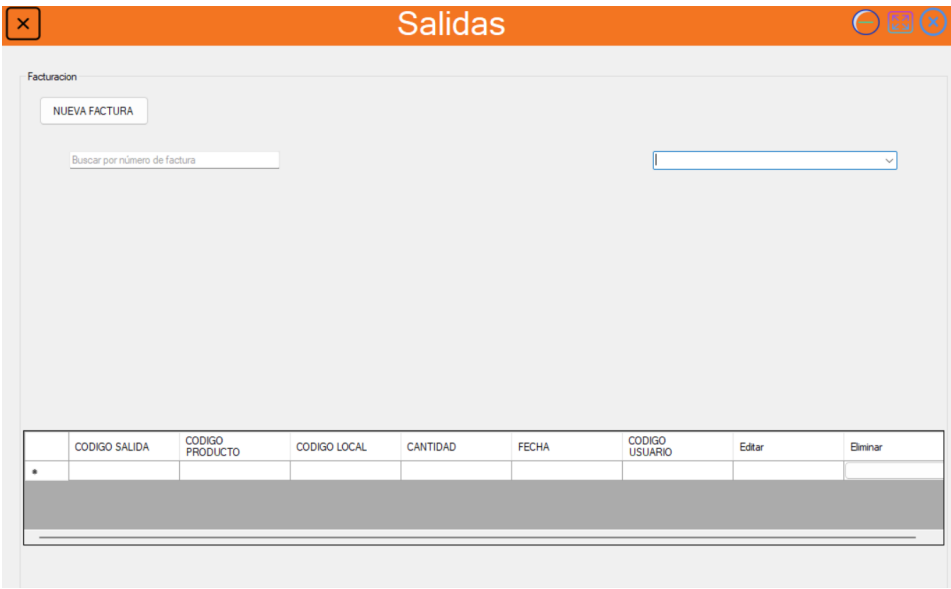 Salidas
Facturacion
NUEVA FACTURA
Buscar por número de factura
CODIGO SALIDA
CODIGO
PRODUCTO
CODIGO LOCAL
CANTIDAD
FECHA
CODIGO
USUARIO
Editar
Eliminar